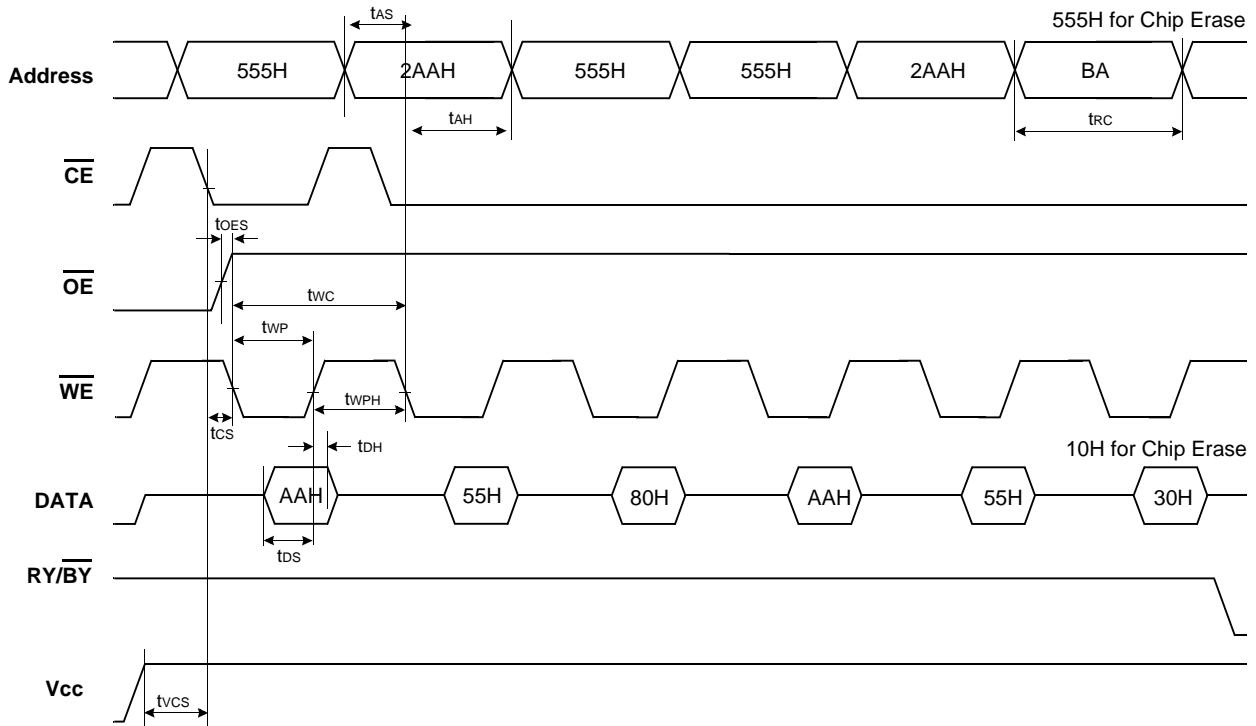 tAS
555H for Chip Erase
Address 555H 2AAH 555H 555H 2AAH BA
tAH tRC
CE
tOES
OE
tWC
tWP
WE
tWPH
tCS
tDH
10H for Chip Erase
DATA AAH 55H 80H AAH 55H 30H
tDS
RY/BY
Vcc
tVCS